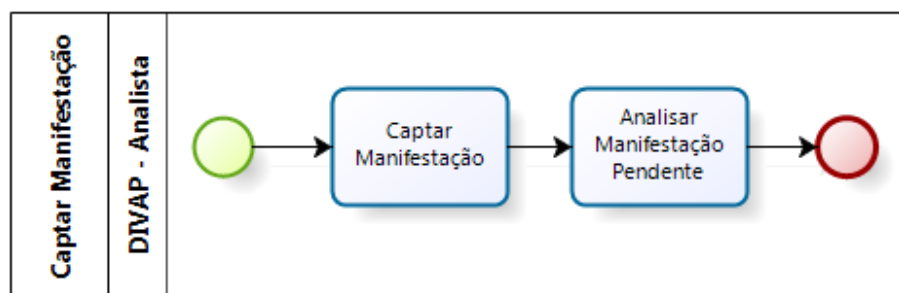 Captar Manifestação
DIVAP - Analista
Captar
Manifestação
Analisar
Manifestação
Pendente